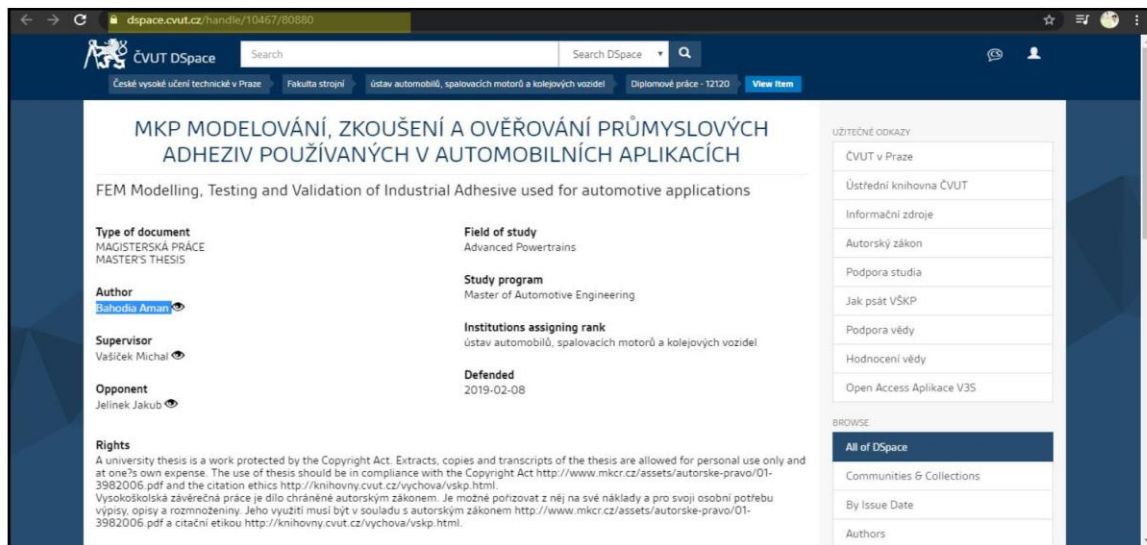 dspace.cvut.cz/handle/10467/80880
ČVUT DSpace
Search
Search DSpace
České vysoké učení technické v Praze
Fakulta strojní
ústav automobilů, spalovacích motorů a kolejových vozidel
Diplomové práce - 12120
View Item
MKP MODELOVÁNÍ, ZKOUŠENÍ A OVĚŘOVÁNÍ PRŮMYSLOVÝCH
ADHEZIV POUŽÍVANÝCH V AUTOMOBILNÍCH APLIKACÍCH
FEM Modelling, Testing and Validation of Industrial Adhesive used for automotive applications
Type of document
MAGISTERSKÁ PRÁCE
MASTER'S THESIS
Author
Bahodia Aman
Supervisor
Vašíček Michal
Opponent
Jelínek Jakub
Field of study
Advanced Powertrains
Study program
Master of Automotive Engineering
Institutions assigning rank
ústav automobilů, spalovacích motorů a kolejových vozidel
Defended
2019-02-08
Rights
A university thesis is a work protected by the Copyright Act. Extracts, copies and transcripts of the thesis are allowed for personal use only and
at one?s own expense. The use of thesis should be in compliance with the Copyright Act http://www.mkcr.cz/assets/autorske-pravo/01-
3982006.pdf and the citation ethics http://knihovny.cvut.cz/vychova/vskp.html.
Vysokoškolská závěrečná práce je dílo chráněné autorským zákonem. Je možné pořizovat z něj na své náklady a pro svoji osobní potřebu
výpisy, opisy a rozmnoženiny. Jeho využití musí být v souladu s autorským zákonem http://www.mkcr.cz/assets/autorske-pravo/01-
3982006.pdf a citační etikou http://knihovny.cvut.cz/vychova/vskp.html.
UŽITEČNÉ ODKAZY
ČVUT v Praze
Ústřední knihovna ČVUT
Informační zdroje
Autorský zákon
Podpora studia
Jak psát VŠKP
Podpora vědy
Hodnocení vědy
Open Access Aplikace V3S
BROWSE
All of DSpace
Communities & Collections
By Issue Date
Authors